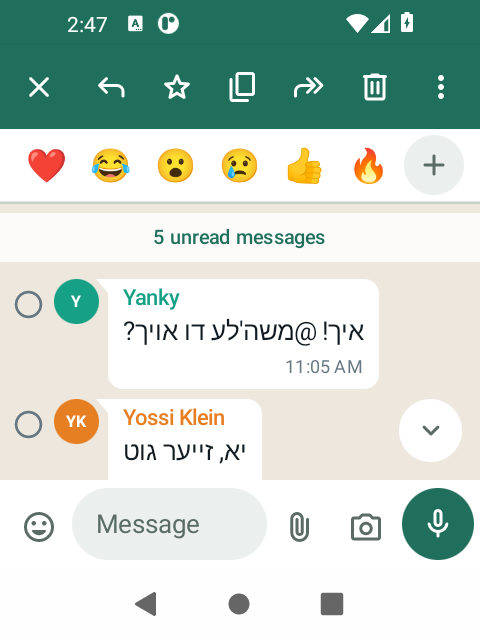 2:47
5 unread messages
Yanky
איך! @משה'לע דו אויך?
11:05 AM
Yossi Klein
יא, זייער גוט
Message